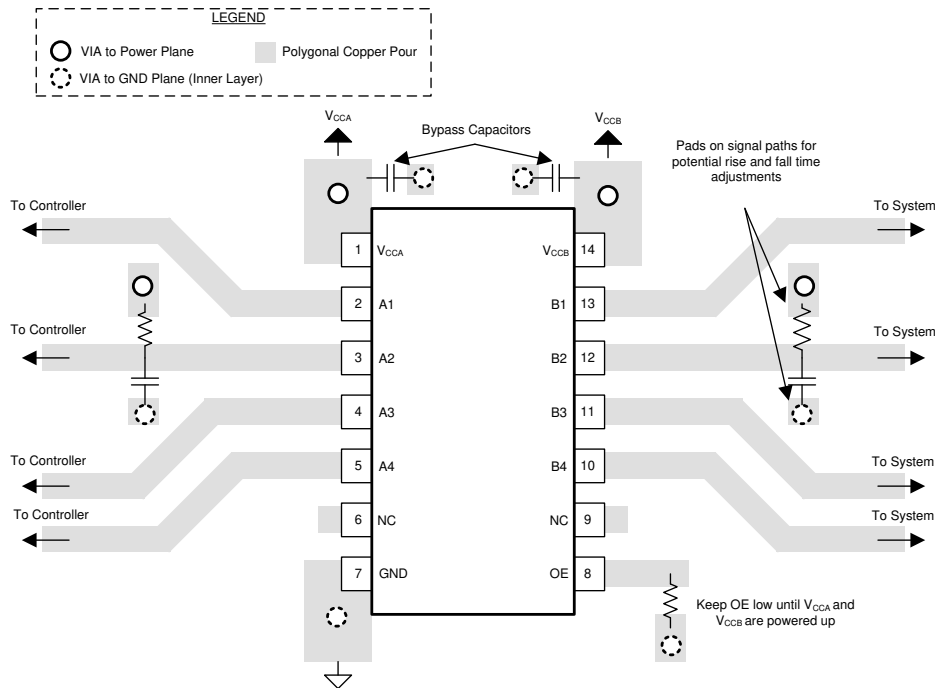 LEGEND
VIA to Power Plane
Polygonal Copper Pour
VIA to GND Plane (Inner Layer)
VCCA
Bypass Capacitors
VCCB
Pads on signal paths for
potential rise and fall time
adjustments
To Controller
To System
1 VCCA
VCCB 14
2 A1
B1 13
To Controller
To System
3 A2
B2 12
4 A3
B3 11
To Controller
To System
5 A4
B4 10
To Controller
To System
6 NC
NC 9
7 GND
OE 8
Keep OE low until VCCA and
VCCB are powered up